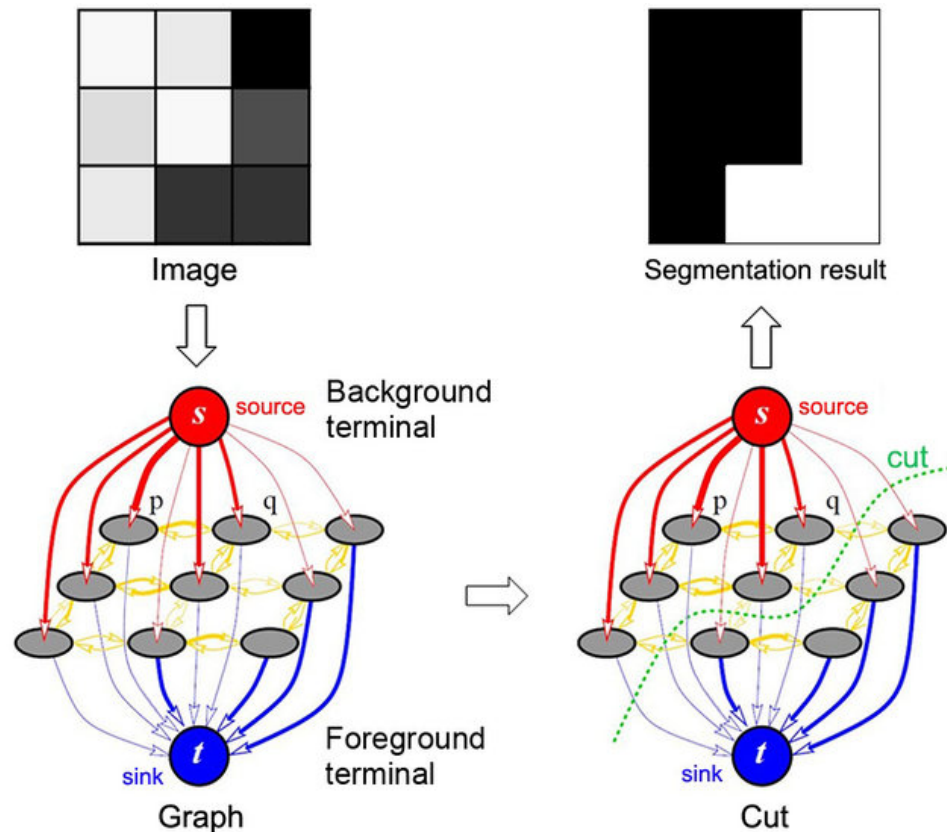 Image
Segmentation result
s
source
Background
terminal
p
q
t
sink
Foreground
terminal
Graph
s
source
cut
p
q
t
sink
Cut